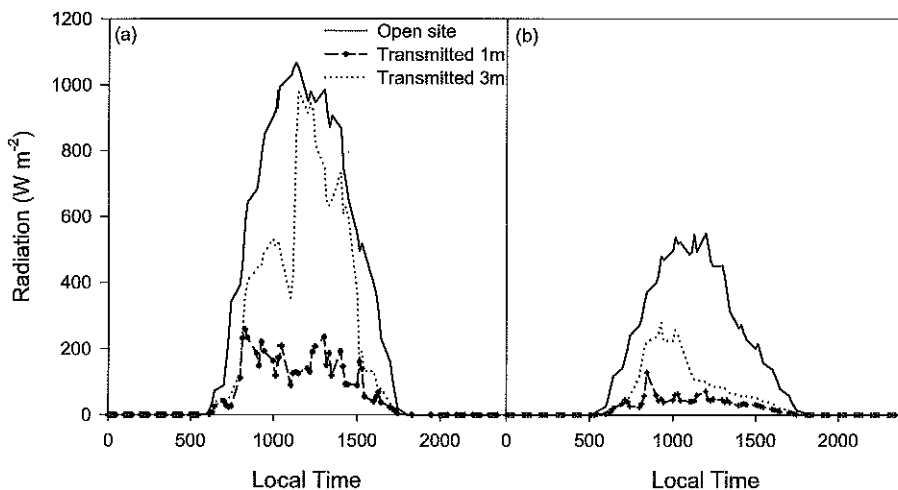 1200
1000
800
600
400
200
0
Radiation (W m-2)
(a)
Open site
Transmitted 1m
Transmitted 3m
(b)
0 500 1000 1500 2000
0 500 1000 1500 2000
Local Time
Local Time